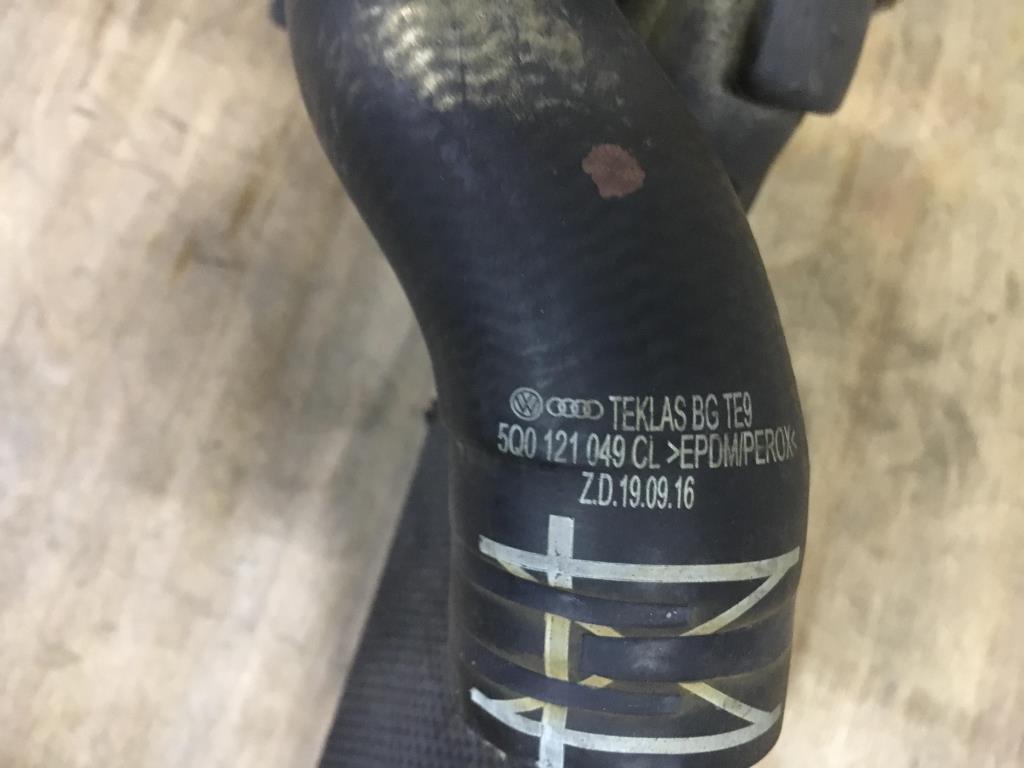 TEKLAS BG TE9
5Q0 121 049 CL >EPDM/PEROX<
Z.D.19.09.16